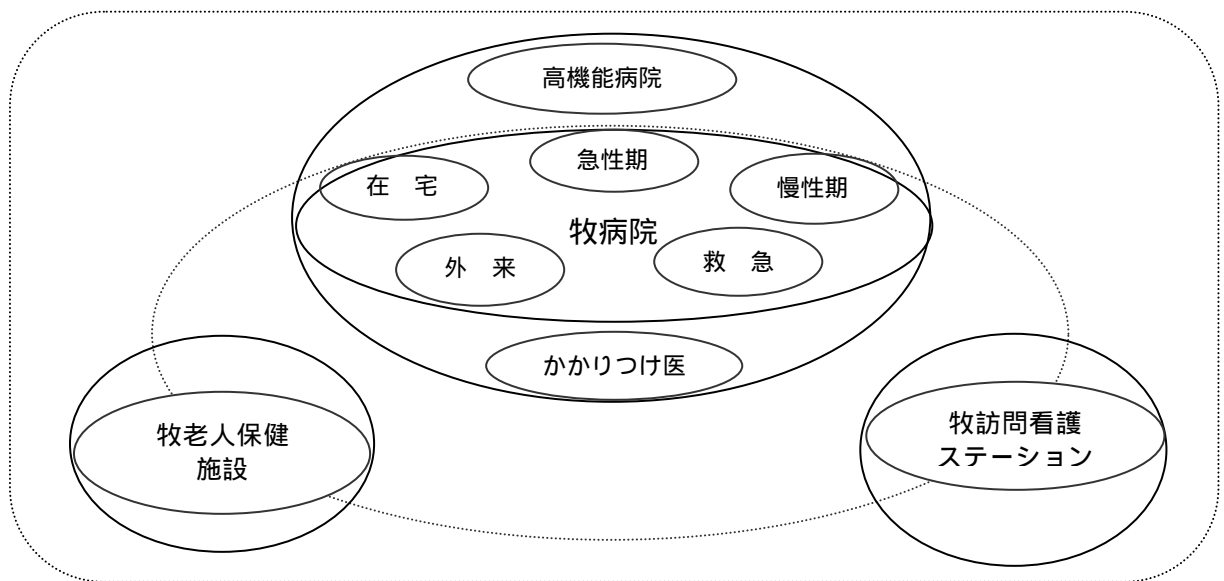 高機能病院
急性期
在　宅
慢性期
牧病院
外　来
救　急
かかりつけ医
牧老人保健
施設
牧訪問看護
ステーション